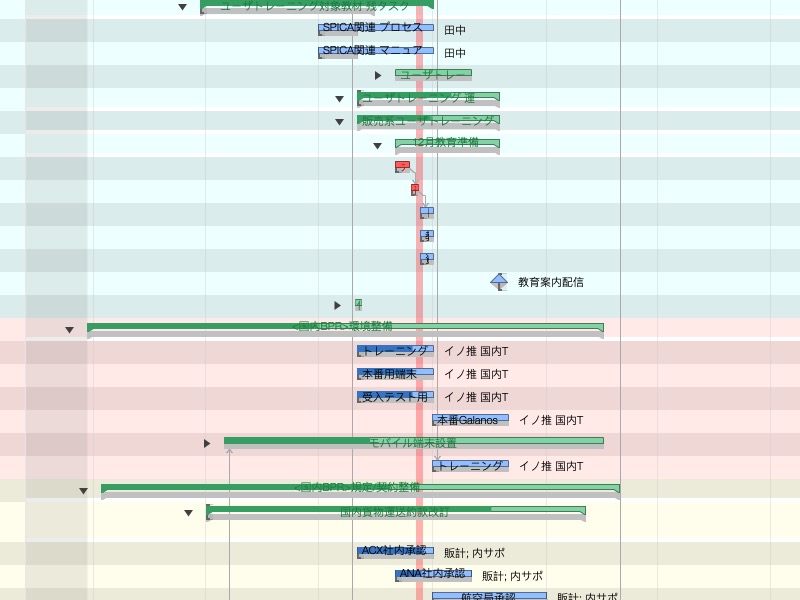 ユーザトレーニング対象教材 残タスク
SPICA関連 プロセス 田中
SPICA関連 マニュア 田中
ユーザトレー
ユーザトレーニング 運
販売系ユーザトレーニング
12月教育準備
教育案内配信
<国内BPR>環境整備
トレーニング イノ推 国内T
本番用端末 イノ推 国内T
受入テスト用 イノ推 国内T
本番Galanos イノ推 国内T
モバイル端末設置
トレーニング イノ推 国内T
<国内BPR>規定/契約整備
国内貨物運送約款改訂
ACX社内承認 販計; 内サポ
ANA社内承認 販計; 内サポ
航空局承認 販計; 内サポ